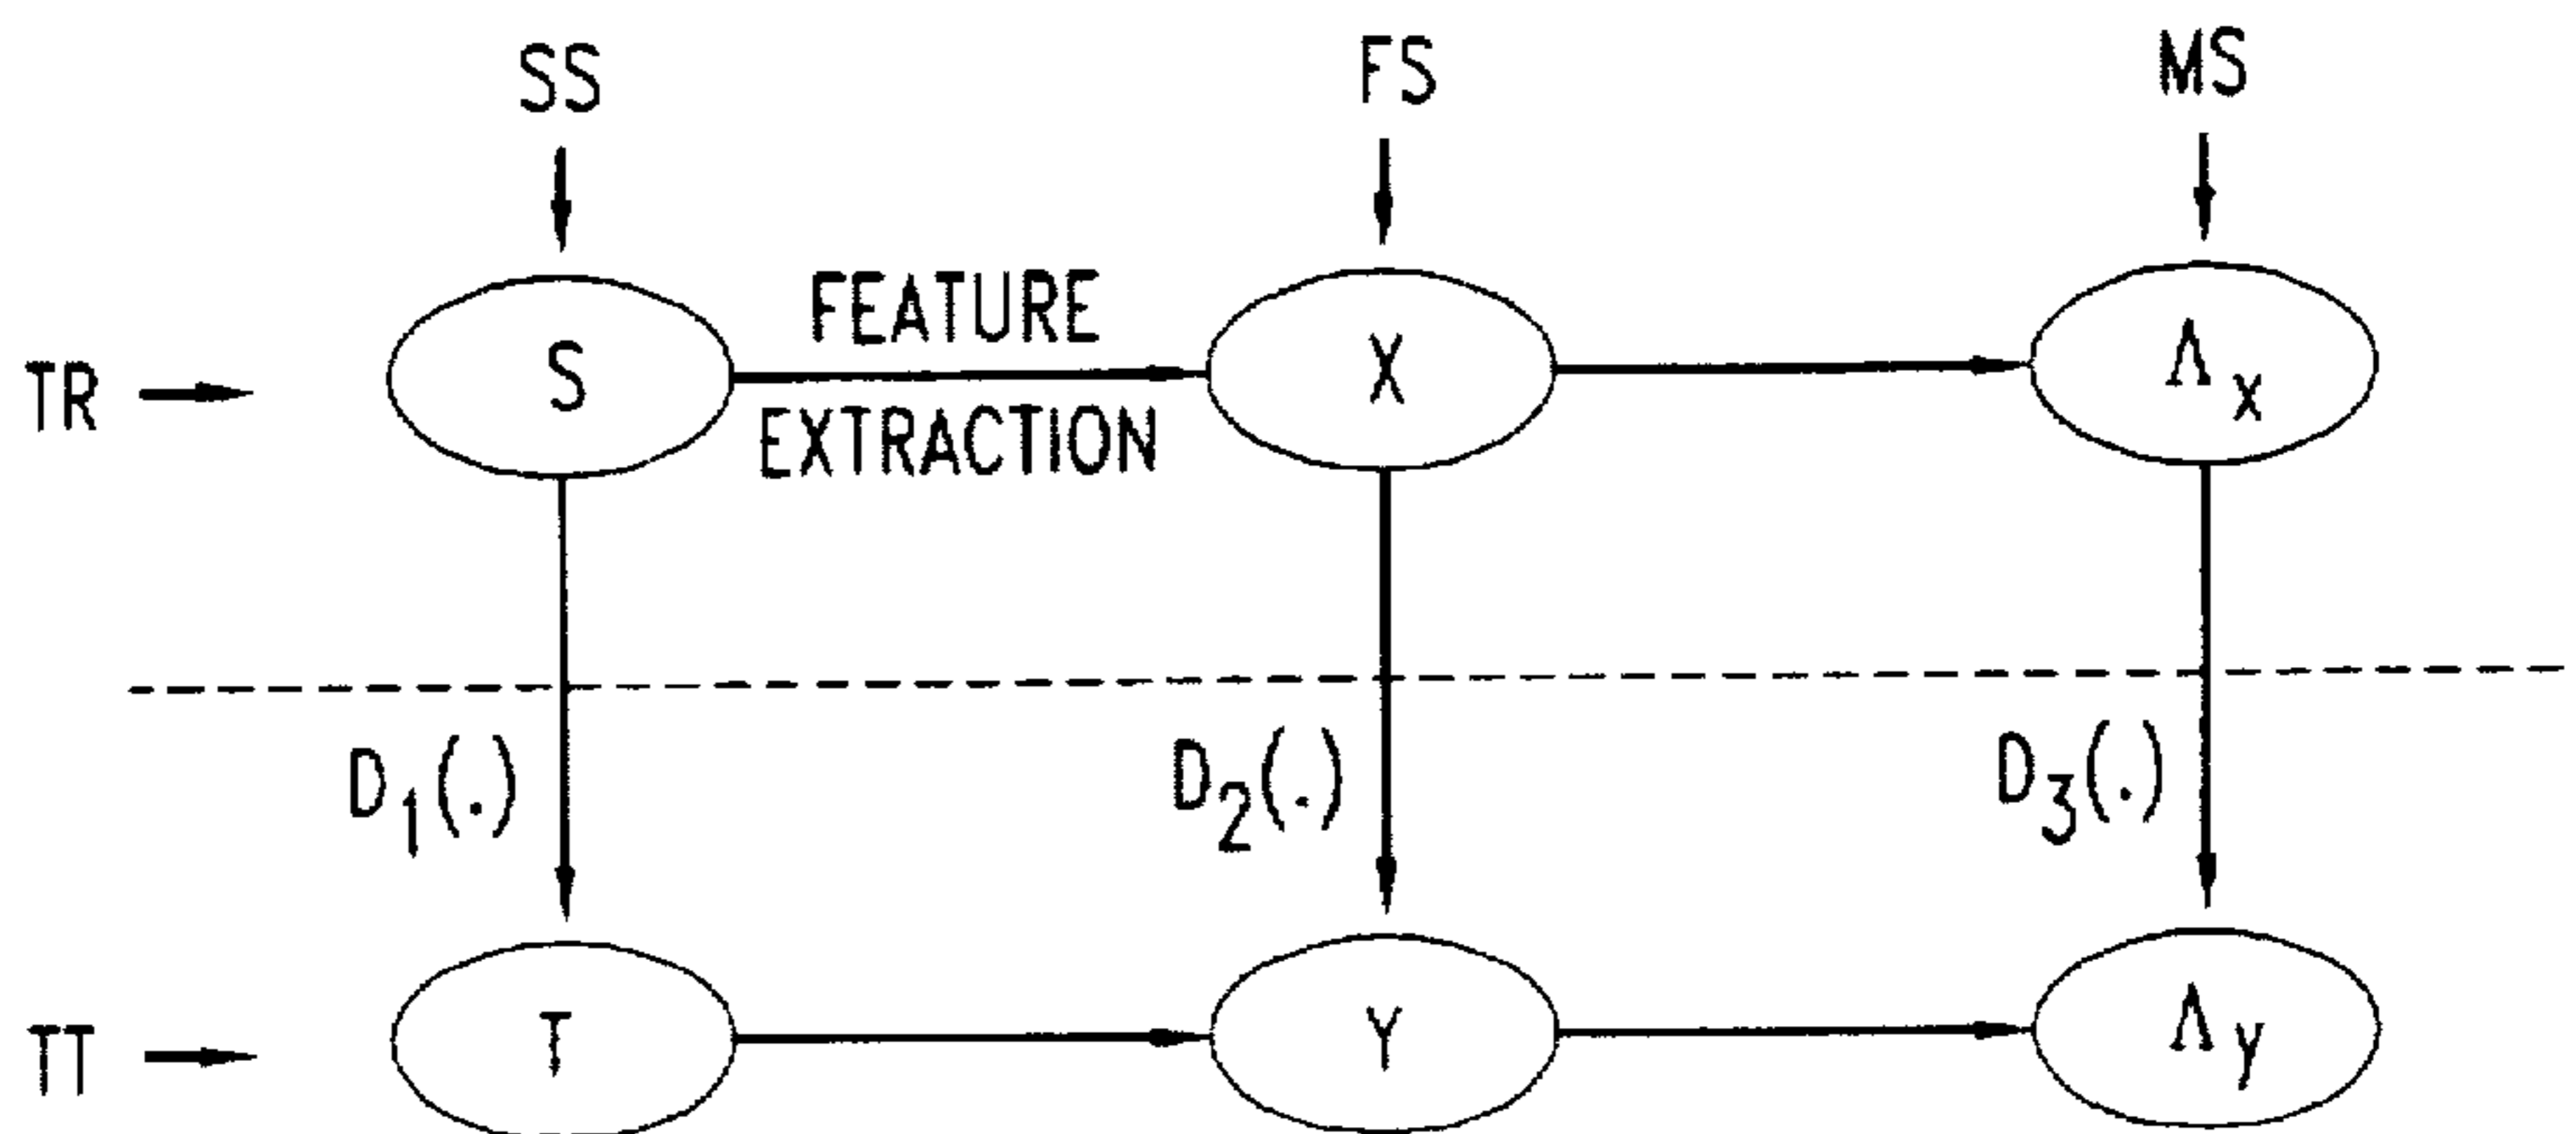 SS FS MS
FEATURE
TR S X Λx
EXTRACTION
D1(.) D2(.) D3(.)
TT T Y Λy